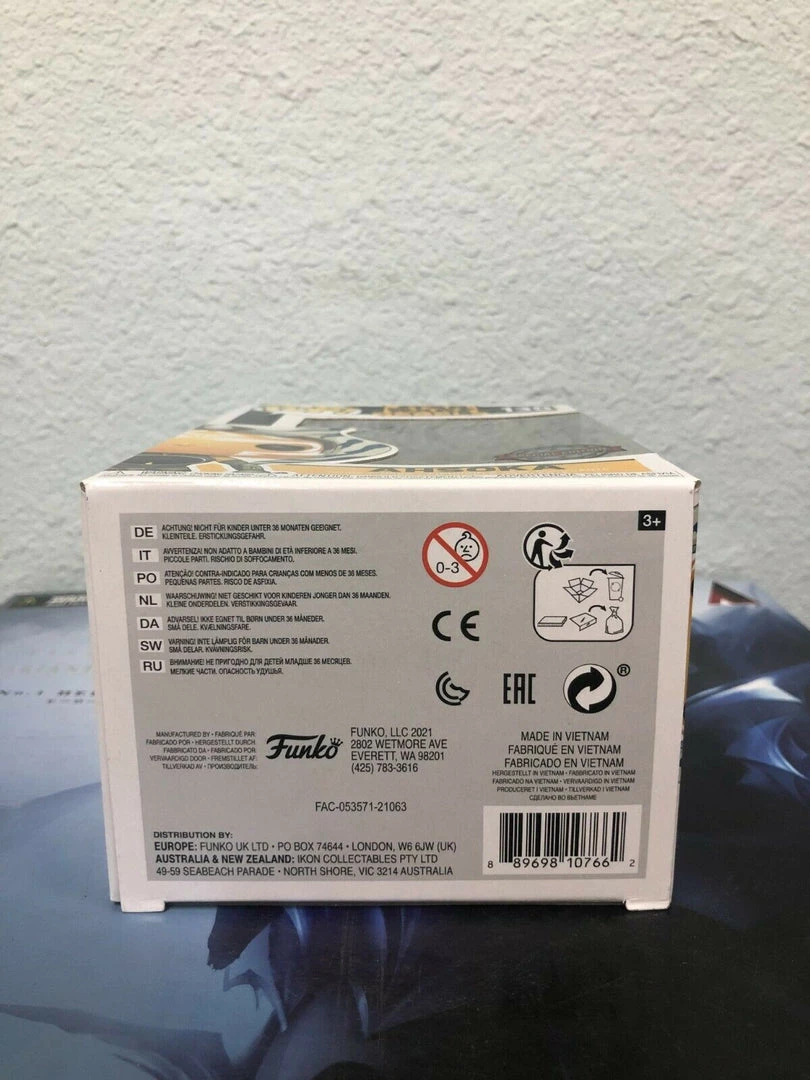 AHSOKA
3+
DE ACHTUNG! NICHT FÜR KINDER UNTER 36 MONATEN GEEIGNET.
KLEINTEILE. ERSTICKUNGSGEFAHR.
IT AVVERTENZA! NON ADATTO A BAMBINI DI ETÀ INFERIORE A 36 MESI.
PICCOLE PARTI. RISCHIO DI SOFFOCAMENTO.
PO ATENÇÃO! CONTRA-INDICADO PARA CRIANÇAS COM MENOS DE 36 MESES.
PEQUENAS PARTES. RISCO DE ASFIXIA.
NL WAARSCHUWING! NIET GESCHIKT VOOR KINDEREN JONGER DAN 36 MAANDEN.
KLEINE ONDERDELEN. VERSTIKKINGSGEVAAR.
DA ADVARSEL! IKKE EGNET TIL BØRN UNDER 36 MÅNEDER.
SMÅ DELE. KVÆLNINGSFARE.
SW VARNING! INTE LÄMPLIG FÖR BARN UNDER 36 MÅNADER.
SMÅ DELAR. KVÄVNINGSRISK.
RU ВНИМАНИЕ! НЕ ПРИГОДНО ДЛЯ ДЕТЕЙ МЛАДШЕ 36 МЕСЯЦЕВ.
МЕЛКИЕ ЧАСТИ. ОПАСНОСТЬ УДУШЬЯ.
0-3
CE
EAC
®
MANUFACTURED BY • FABRIQUÉ PAR:
FABRICADO POR • HERGESTELLT DURCH:
FABBRICATO DA • FABRICADO POR:
VERVAARDIGD DOOR • FREMSTILLET AF:
TILLVERKAD AV • ПРОИЗВОДИТЕЛЬ:
Funko
FUNKO, LLC 2021
2802 WETMORE AVE
EVERETT, WA 98201
(425) 783-3616
MADE IN VIETNAM
FABRIQUÉ EN VIETNAM
FABRICADO EN VIETNAM
HERGESTELLT IN VIETNAM • FABBRICATO IN VIETNAM
FABRICADO NA VIETNAM • VERVAARDIGD IN VIETNAM
PRODUCERET I VIETNAM • TILLVERKAD I VIETNAM
СДЕЛАНО ВО ВЬЕТНАМЕ
FAC-053571-21063
DISTRIBUTION BY:
EUROPE: FUNKO UK LTD • PO BOX 74644 • LONDON, W6 6JW (UK)
AUSTRALIA & NEW ZEALAND: IKON COLLECTABLES PTY LTD
49-59 SEABEACH PARADE • NORTH SHORE, VIC 3214 AUSTRALIA
8 89698 10766 2